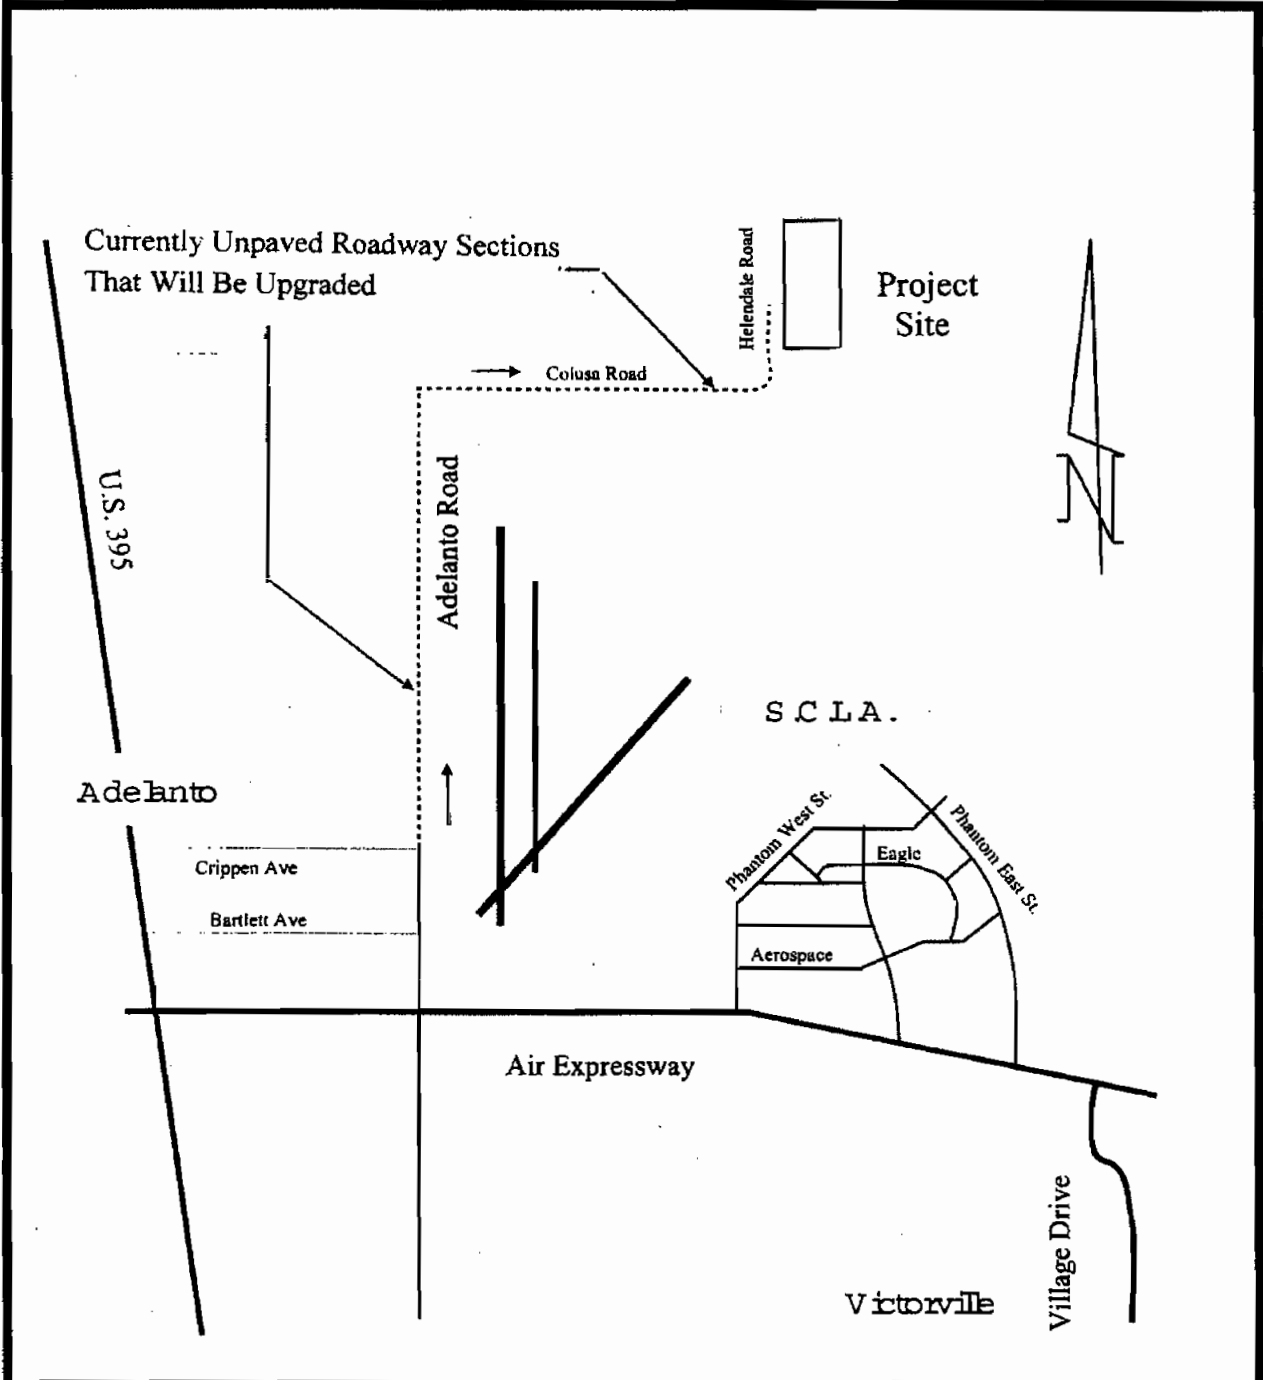 Currently Unpaved Roadway Sections
That Will Be Upgraded
Helendale Road
Project
Site
Colusa Road
U.S. 395
Adelanto Road
N
S.C.L.A.
Adelanto
Phantom West St.
Eagle
Phantom East St.
Crippen Ave
Bartlett Ave
Aerospace
Air Expressway
Village Drive
Victorville